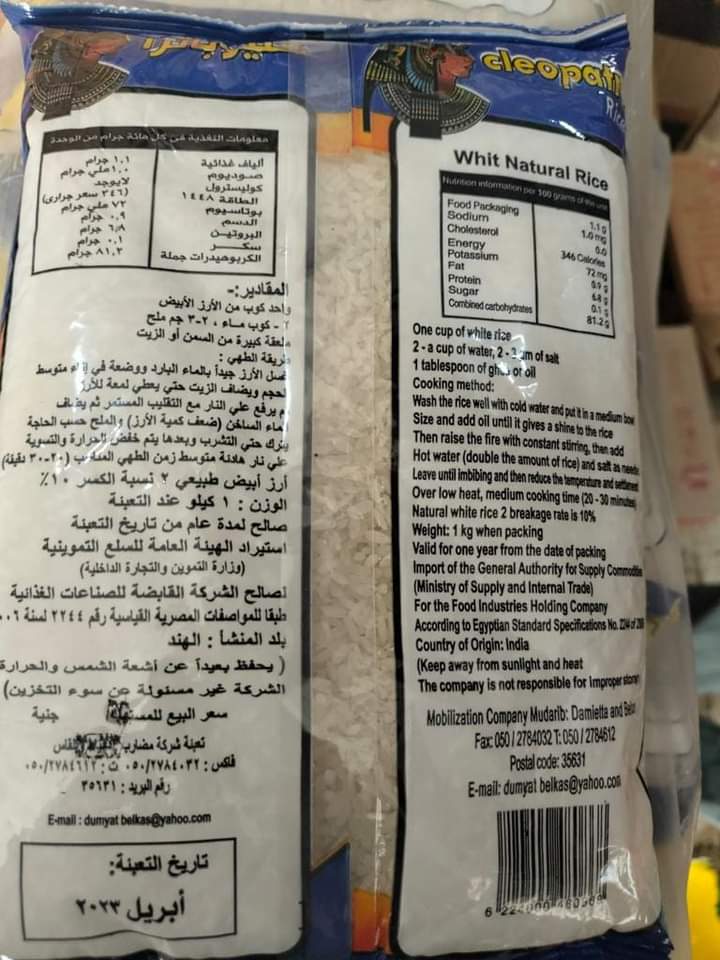 كليوباترا
معلومات التغذية فى كل مائة جرام من الوحدة
ألياف غذائية ١.١ جرام
صوديوم ١.٠ ملي جرام
كوليسترول لايوجد
الطاقة ١٤٤٨ (٣٤٦ سعر حرارى)
بوتاسيوم ٧٢ ملي جرام
الدسم ٠.٩ جرام
البروتين ٦.٨ جرام
سكر ٠.١ جرام
الكربوهيدرات جملة ٨١.٢ جرام
المقادير:-
واحد كوب من الأرز الأبيض
٢ - كوب ماء ، ٢-٣ جم ملح
ملعقة كبيرة من السمن أو الزيت
طريقة الطهي :
غسل الأرز جيداً بالماء البارد ووضعة في إناء متوسط
الحجم ويضاف الزيت حتي يعطي لمعة للأرز
ثم يرفع علي النار مع التقليب المستمر ثم يضاف
الماء الساخن (ضعف كمية الأرز) والملح حسب الحاجة
يترك حتي التشرب وبعدها يتم خفض الحرارة والتسوية
علي نار هادئة متوسط زمن الطهي المناسب (٢٠-٣٠ دقيقة)
أرز أبيض طبيعي ٢ نسبة الكسر ١٠٪
الوزن : ١ كيلو عند التعبئة
صالح لمدة عام من تاريخ التعبئة
استيراد الهيئة العامة للسلع التموينية
(وزارة التموين والتجارة الداخلية)
لصالح الشركة القابضة للصناعات الغذائية
طبقا للمواصفات المصرية القياسية رقم ٢٢٤٤ لسنة
بلد المنشأ : الهند
( يحفظ بعيداً عن أشعة الشمس والحرارة
الشركة غير مسئولة عن سوء التخزين)
سعر البيع للمستهلك جنية
تعبئة شركة مضارب
فاكس : ٠٥٠/٢٧٨٤٠٣٢ ت : ٠٥٠/٢٧٨٤٦١٢
رقم البريد : ٣٥٦٣١
E-mail : dumyat belkas@yahoo.com
تاريخ التعبئة:
أبريل ٢٠٢٣
cleopatr
Rice
Whit Natural Rice
Nutrition information per 100 grams of the unit
Food Packaging 1.1 g
Sodium 1.0 mg
Cholesterol 0.0
Energy 346 Calories
Potassium 72 mg
Fat 0.9 g
Protein 6.8 g
Sugar 0.1 g
Combined carbohydrates 81.2 g
One cup of white rice
2 - a cup of water, 2 - 3 gm of salt
1 tablespoon of ghee or oil
Cooking method:
Wash the rice well with cold water and put it in a medium bowl
Size and add oil until it gives a shine to the rice
Then raise the fire with constant stirring, then add
Hot water (double the amount of rice) and salt as needed
Leave until imbibing and then reduce the temperature and settlement
Over low heat, medium cooking time (20 - 30 minutes)
Natural white rice 2 breakage rate is 10%
Weight: 1 kg when packing
Valid for one year from the date of packing
Import of the General Authority for Supply Commodities
(Ministry of Supply and Internal Trade)
For the Food Industries Holding Company
According to Egyptian Standard Specifications No. 2244 of
Country of Origin: India
(Keep away from sunlight and heat
The company is not responsible for Improper
Mobilization Company Mudarib: Damietta and
Fax: 050 / 2784032 T: 050 / 2784612
Postal code: 35631
E-mail: dumyat belkas@yahoo.com